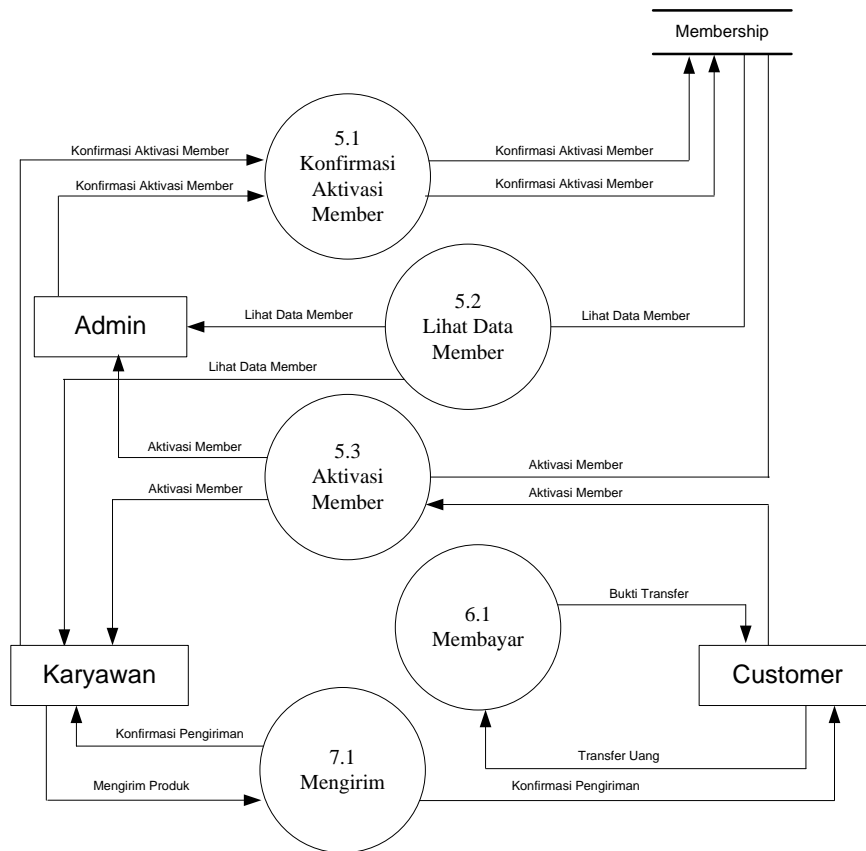 Membership
5.1
Konfirmasi
Aktivasi
Member
Konfirmasi Aktivasi Member
Konfirmasi Aktivasi Member
Konfirmasi Aktivasi Member
Konfirmasi Aktivasi Member
5.2
Lihat Data
Member
Admin
Lihat Data Member
Lihat Data Member
Lihat Data Member
5.3
Aktivasi
Member
Aktivasi Member
Aktivasi Member
Aktivasi Member
Aktivasi Member
6.1
Membayar
Bukti Transfer
Karyawan
Customer
Konfirmasi Pengiriman
7.1
Mengirim
Transfer Uang
Mengirim Produk
Konfirmasi Pengiriman